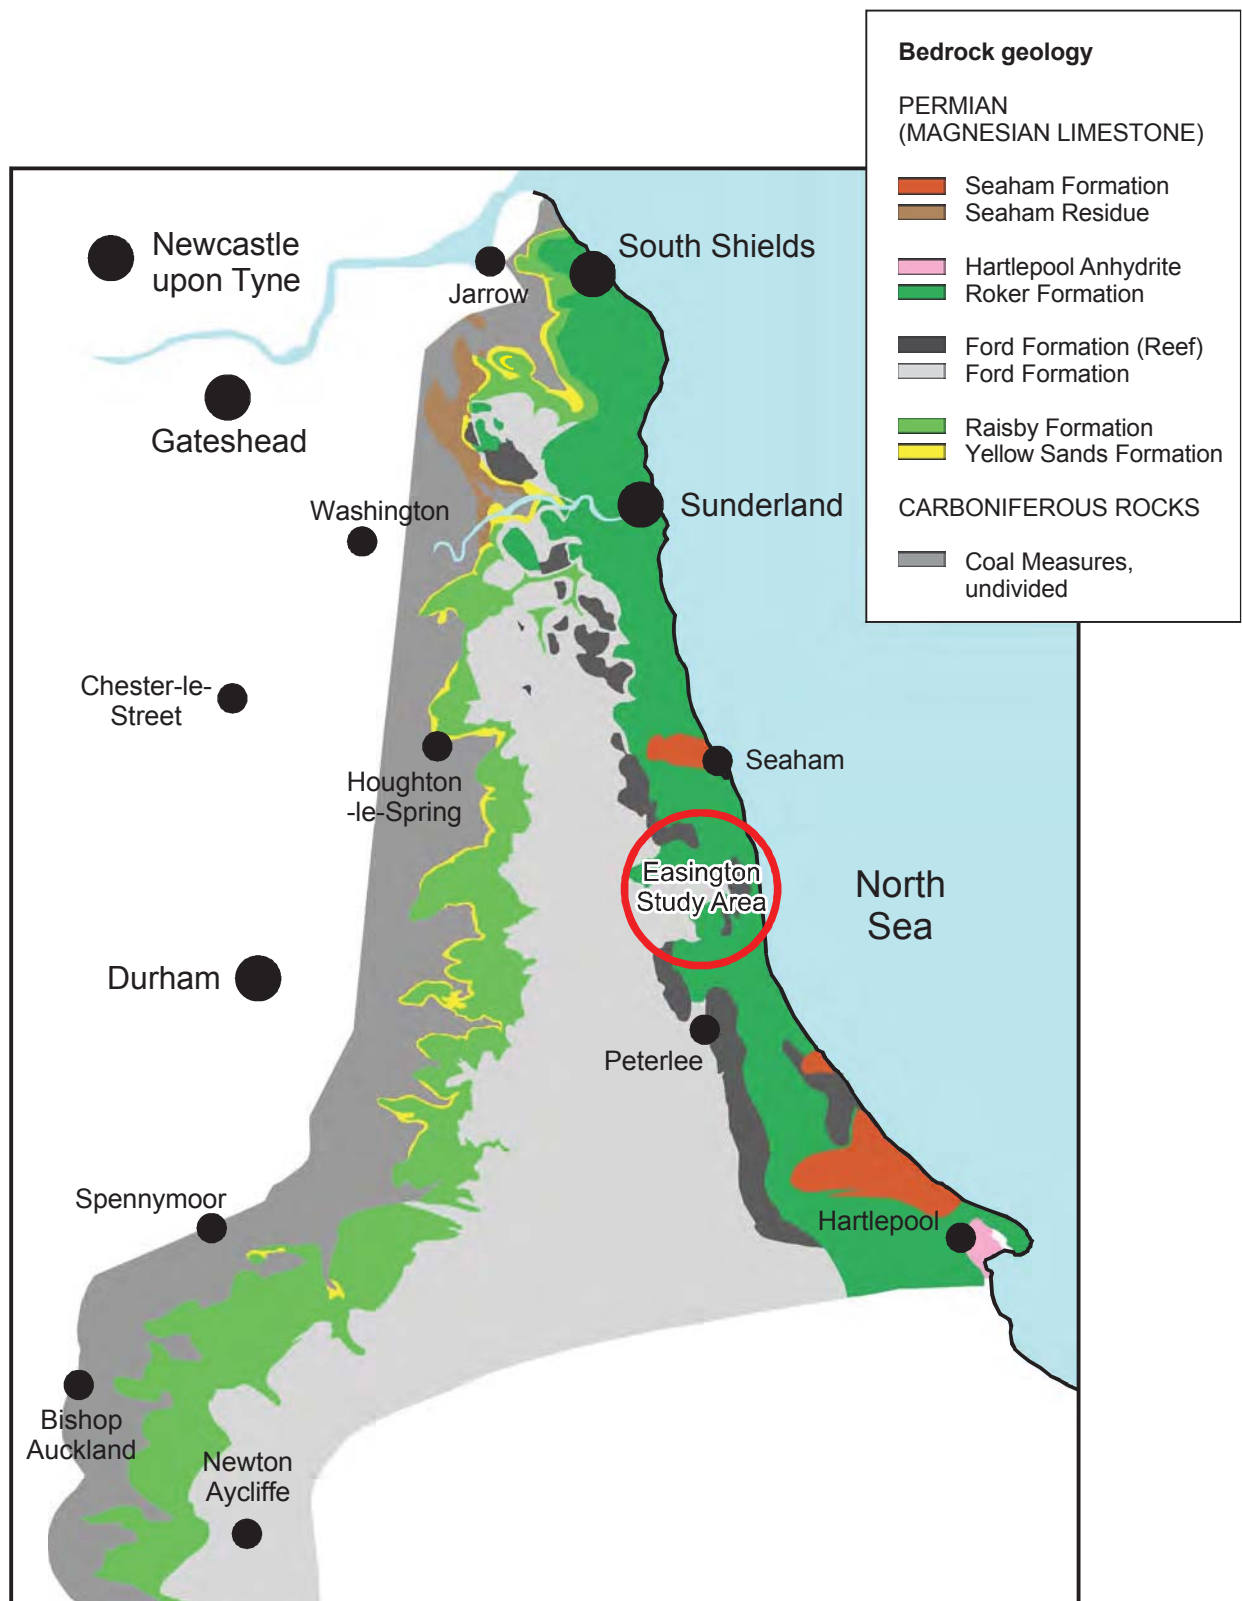 Bedrock geology
PERMIAN
(MAGNESIAN LIMESTONE)
Seaham Formation
Seaham Residue
Hartlepool Anhydrite
Roker Formation
Ford Formation (Reef)
Ford Formation
Raisby Formation
Yellow Sands Formation
CARBONIFEROUS ROCKS
Coal Measures,
undivided
Newcastle
upon Tyne
South Shields
Jarrow
Gateshead
Washington
Sunderland
Chester-le-
Street
Houghton
-le-Spring
Seaham
Easington
Study Area
North
Sea
Durham
Peterlee
Spennymoor
Hartlepool
Bishop
Auckland
Newton
Aycliffe